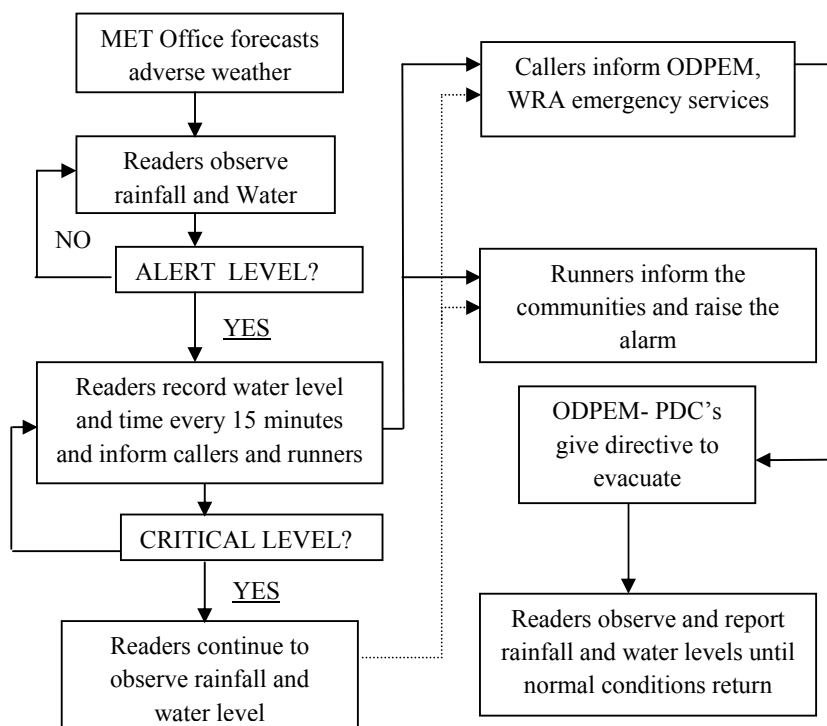 MET Office forecasts
adverse weather
Readers observe
rainfall and Water
NO
ALERT LEVEL?
YES
Readers record water level
and time every 15 minutes
and inform callers and runners
CRITICAL LEVEL?
YES
Readers continue to
observe rainfall and
water level
Callers inform ODPEM,
WRA emergency services
Runners inform the
communities and raise the
alarm
ODPEM- PDC’s
give directive to
evacuate
Readers observe and report
rainfall and water levels until
normal conditions return